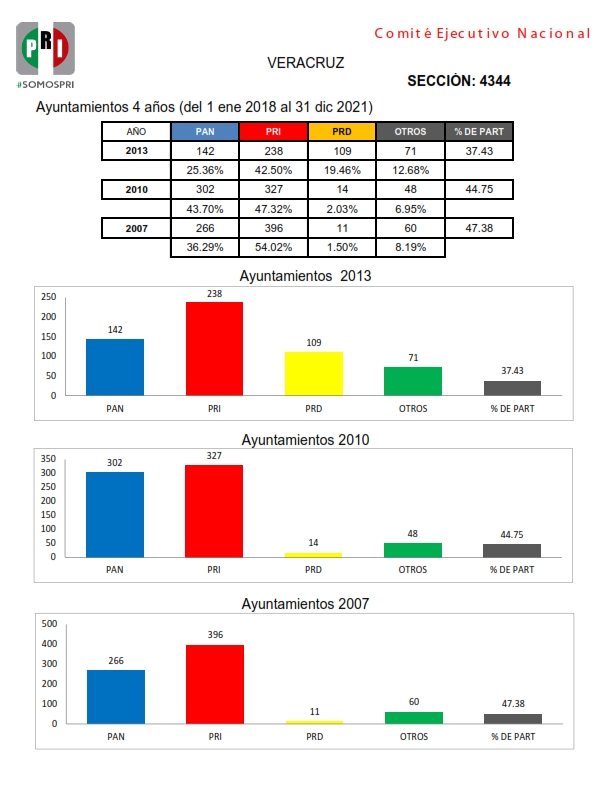 Comité Ejecutivo Nacional
PRI
#SOMOSPRI
VERACRUZ
SECCIÓN: 4344
Ayuntamientos 4 años (del 1 ene 2018 al 31 dic 2021)
AÑO PAN PRI PRD OTROS % DE PART
2013 142 238 109 71 37.43
25.36% 42.50% 19.46% 12.68%
2010 302 327 14 48 44.75
43.70% 47.32% 2.03% 6.95%
2007 266 396 11 60 47.38
36.29% 54.02% 1.50% 8.19%
Ayuntamientos 2013
250
200
150
100
50
0
142
238
109
71
37.43
PAN PRI PRD OTROS % DE PART
Ayuntamientos 2010
350
300
250
200
150
100
50
0
302
327
14
48
44.75
PAN PRI PRD OTROS % DE PART
Ayuntamientos 2007
500
400
300
200
100
0
266
396
11
60
47.38
PAN PRI PRD OTROS % DE PART